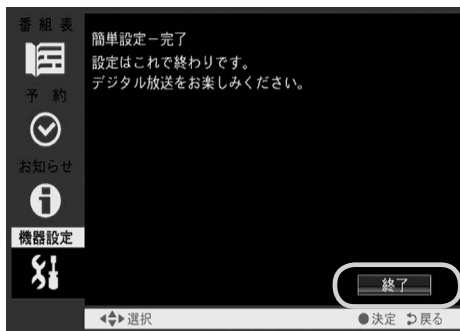 番組表
予約
お知らせ
機器設定
簡単設定－完了
設定はこれで終わりです。
デジタル放送をお楽しみください。
終了
選択
決定 戻る